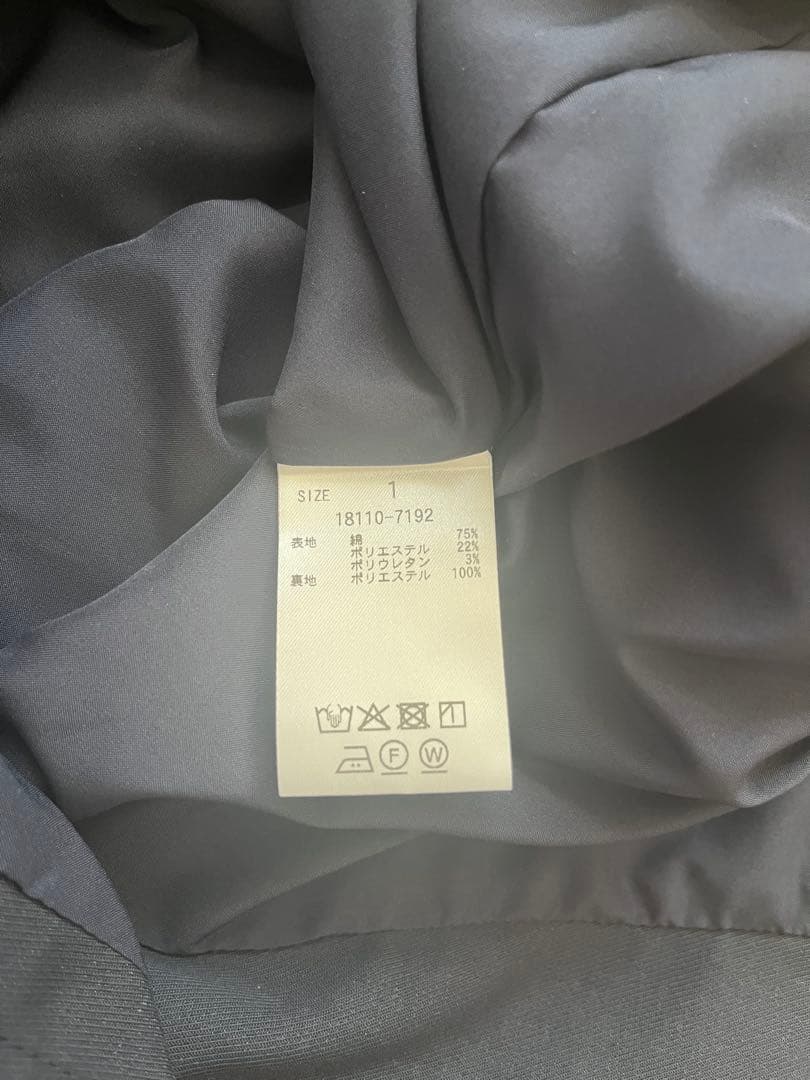 SIZE 1
18110-7192
表地 綿 75%
ポリエステル 22%
ポリウレタン 3%
裏地 ポリエステル 100%
F W